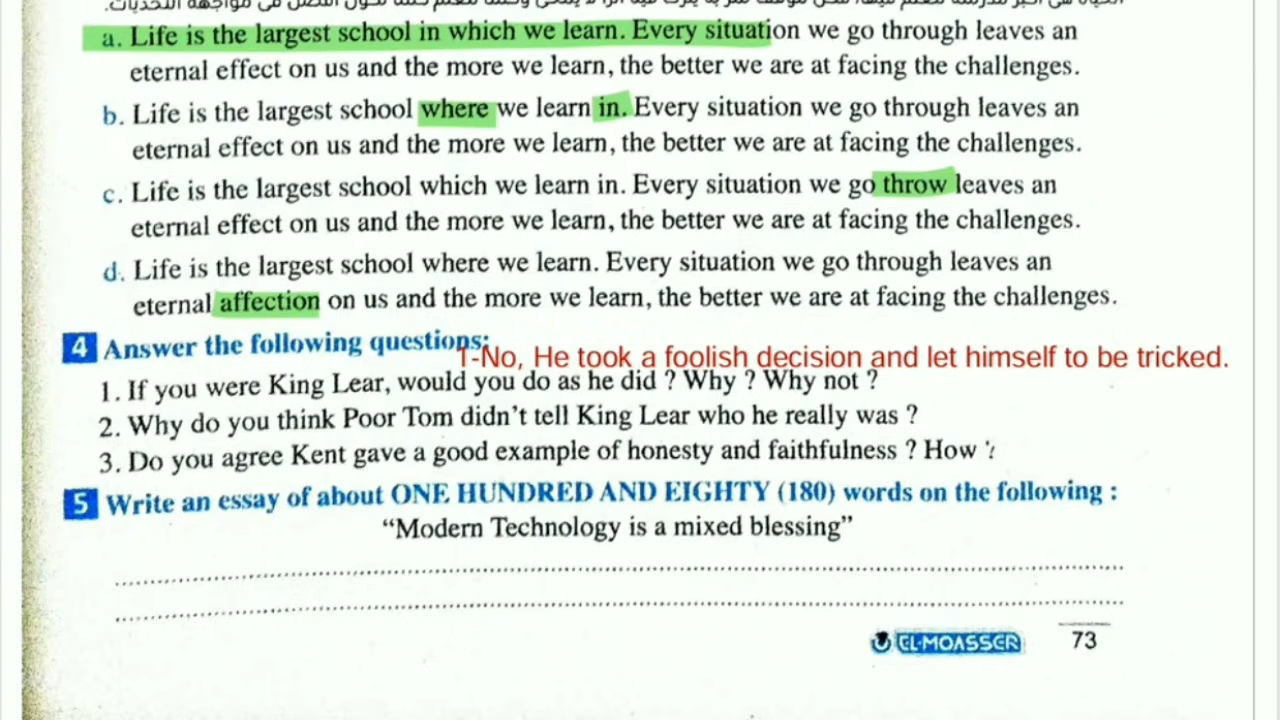 في مواجهة التحديات.
a. Life is the largest school in which we learn. Every situation we go through leaves an
eternal effect on us and the more we learn, the better we are at facing the challenges.
b. Life is the largest school where we learn in. Every situation we go through leaves an
eternal effect on us and the more we learn, the better we are at facing the challenges.
c. Life is the largest school which we learn in. Every situation we go throw leaves an
eternal effect on us and the more we learn, the better we are at facing the challenges.
d. Life is the largest school where we learn. Every situation we go through leaves an
eternal affection on us and the more we learn, the better we are at facing the challenges.
4 Answer the following questions:
1-No, He took a foolish decision and let himself to be tricked.
1. If you were King Lear, would you do as he did ? Why ? Why not ?
2. Why do you think Poor Tom didn't tell King Lear who he really was ?
3. Do you agree Kent gave a good example of honesty and faithfulness ? How ?
5 Write an essay of about ONE HUNDRED AND EIGHTY (180) words on the following :
“Modern Technology is a mixed blessing”
EL-MOASSER 73